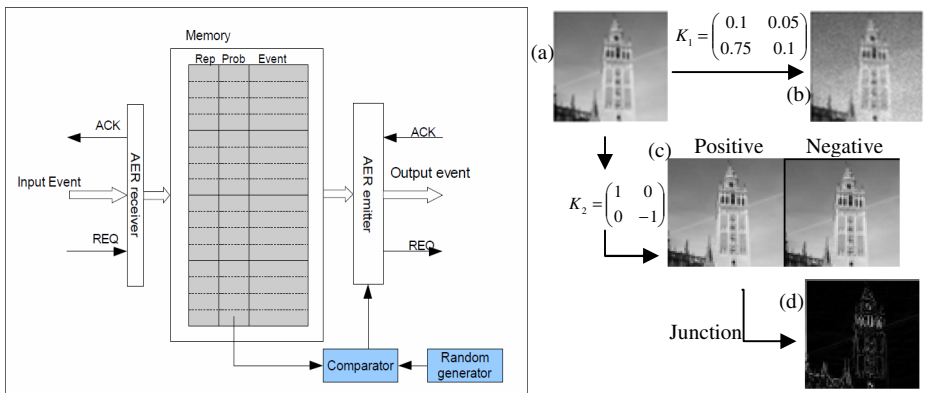 Memory
Rep Prob Event
ACK
AER receiver
Input Event
REQ
ACK
AER emitter
Output event
REQ
Comparator
Random
generator
(a)
K₁ = (0.1 0.05
0.75 0.1)
(b)
(c)
Positive Negative
K₂ = (1 0
0 −1)
(d)
Junction